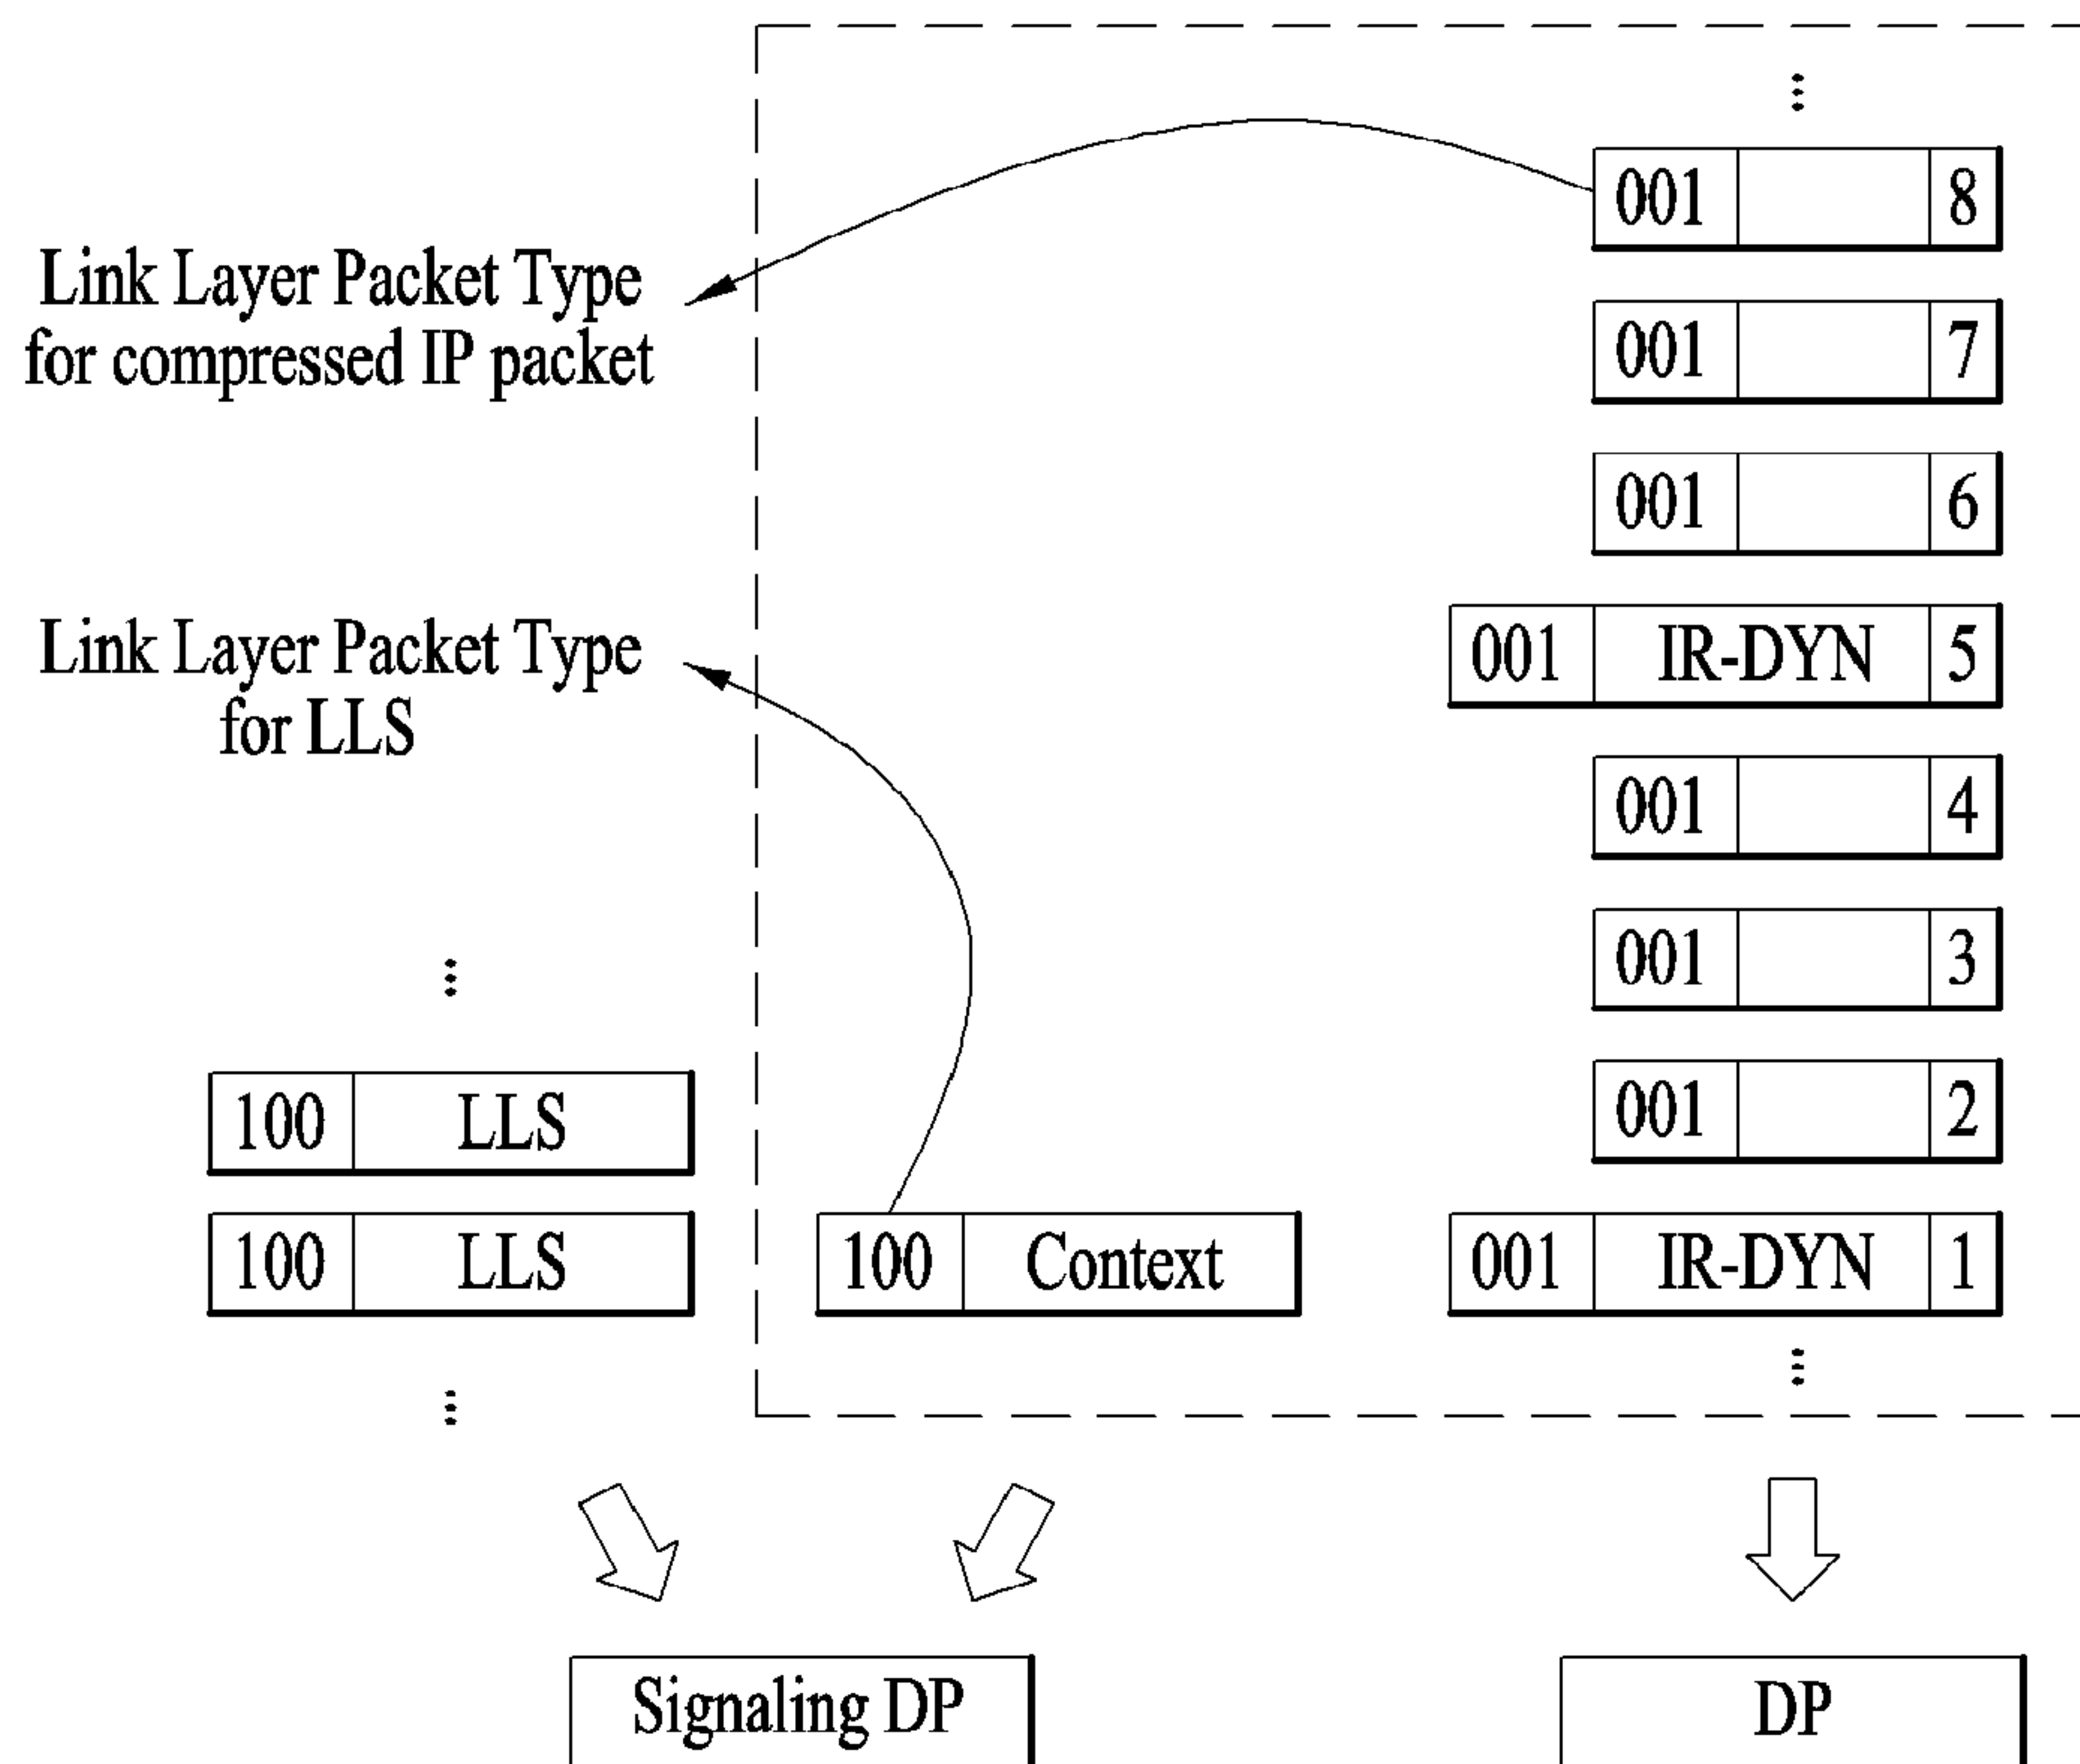 001 8
Link Layer Packet Type
for compressed IP packet
001 7
001 6
Link Layer Packet Type
for LLS
001 IR-DYN 5
001 4
001 3
100 LLS
001 2
100 LLS
100 Context
001 IR-DYN 1
Signaling DP
DP